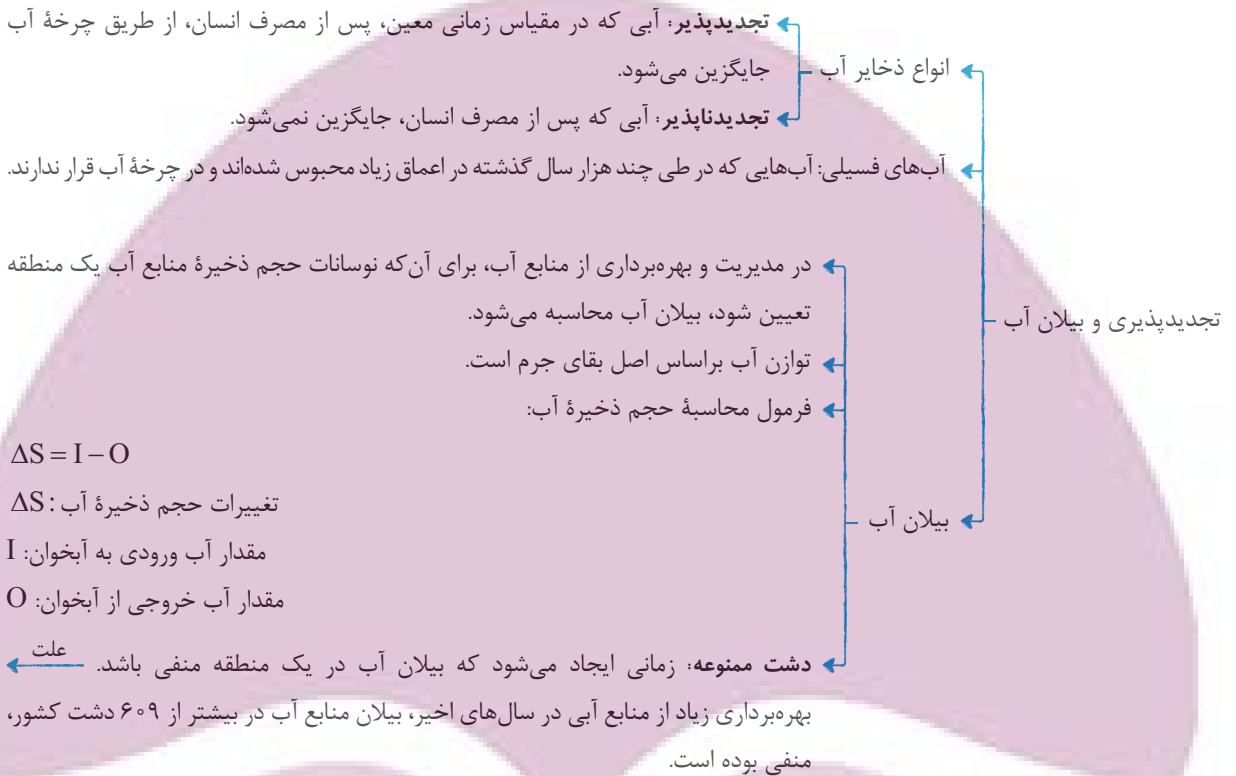 تجدیدپذیری و بیلان آب
انواع ذخایر آب
تجدیدپذیر: آبی که در مقیاس زمانی معین، پس از مصرف انسان، از طریق چرخهٔ آب
جایگزین می‌شود.
تجدیدناپذیر: آبی که پس از مصرف انسان، جایگزین نمی‌شود.
آب‌های فسیلی: آب‌هایی که در طی چند هزار سال گذشته در اعماق زیاد محبوس شده‌اند و در چرخهٔ آب قرار ندارند.
بیلان آب
در مدیریت و بهره‌برداری از منابع آب، برای آن‌که نوسانات حجم ذخیرهٔ منابع آب یک منطقه
تعیین شود، بیلان آب محاسبه می‌شود.
توازن آب براساس اصل بقای جرم است.
فرمول محاسبهٔ حجم ذخیرهٔ آب:
ΔS = I – O
تغییرات حجم ذخیرهٔ آب: ΔS
مقدار آب ورودی به آبخوان: I
مقدار آب خروجی از آبخوان: O
دشت ممنوعه: زمانی ایجاد می‌شود که بیلان آب در یک منطقه منفی باشد. علت
بهره‌برداری زیاد از منابع آبی در سال‌های اخیر، بیلان منابع آب در بیشتر از ۶۰۹ دشت کشور،
منفی بوده است.